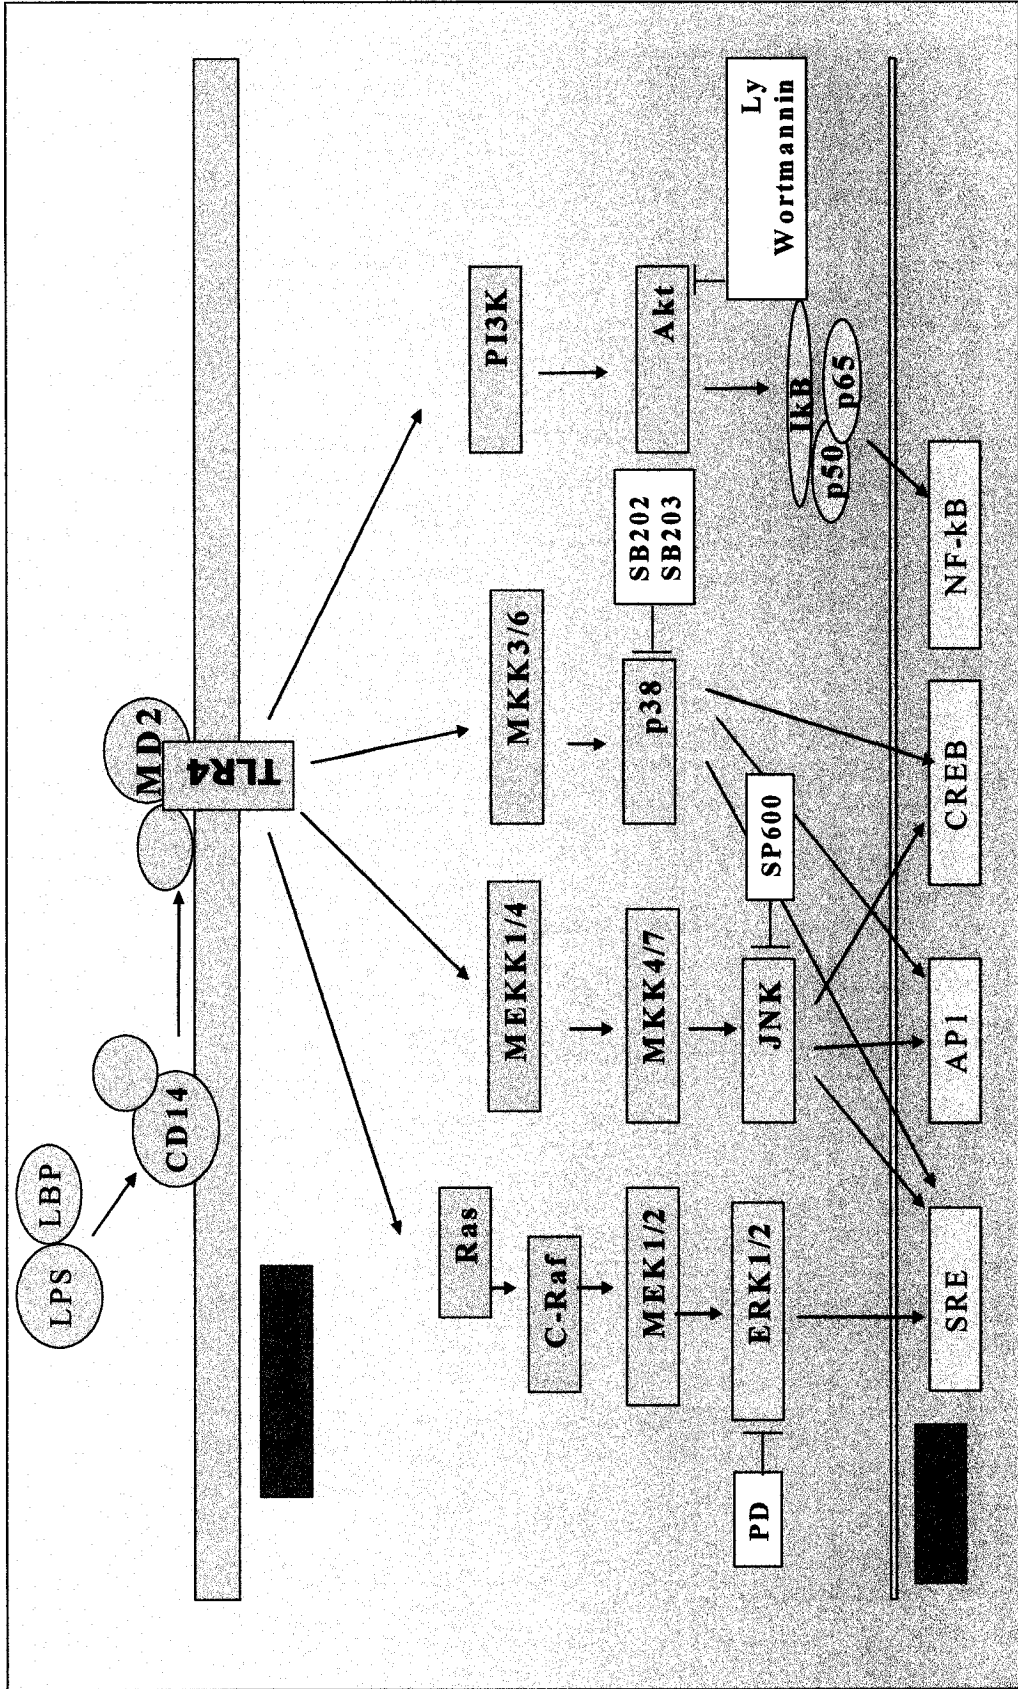 LPS
LBP
CD14
MD2
TLR4
Ras
C-Raf
MEK1/2
ERK1/2
PD
MEKK1/4
MKK4/7
JNK
SP600
MKK3/6
p38
SB202
SB203
PI3K
Akt
Ly
Wortmannin
IkB
p50
p65
SRE
AP1
CREB
NF-kB